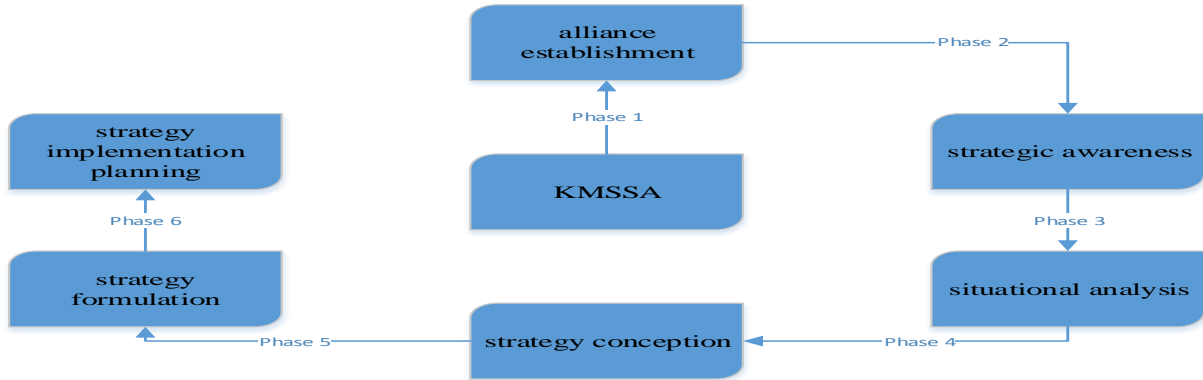 alliance
establishment
Phase 2
Phase 1
strategy
implementation
planning
strategic awareness
KMSSA
Phase 6
Phase 3
strategy
formulation
situational analysis
Phase 5
strategy conception
Phase 4